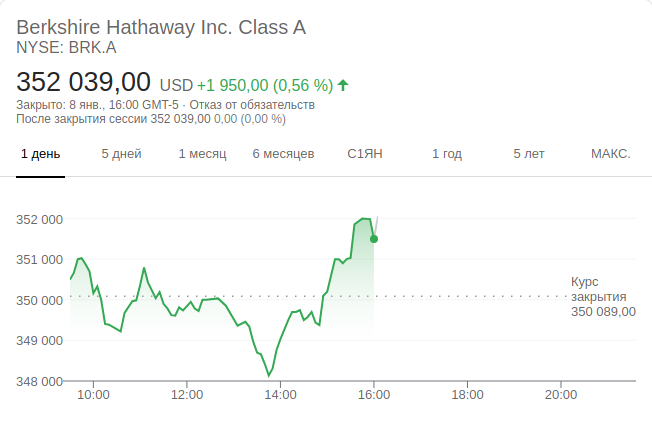 Berkshire Hathaway Inc. Class A
NYSE: BRK.A
352 039,00 USD +1 950,00 (0,56 %)
Закрыто: 8 янв., 16:00 GMT-5 · Отказ от обязательств
После закрытия сессии 352 039,00 0,00 (0,00 %)
1 день 5 дней 1 месяц 6 месяцев С1ЯН 1 год 5 лет МАКС.
352 000
351 000
Курс
закрытия
350 089,00
350 000
349 000
348 000
10:00 12:00 14:00 16:00 18:00 20:00